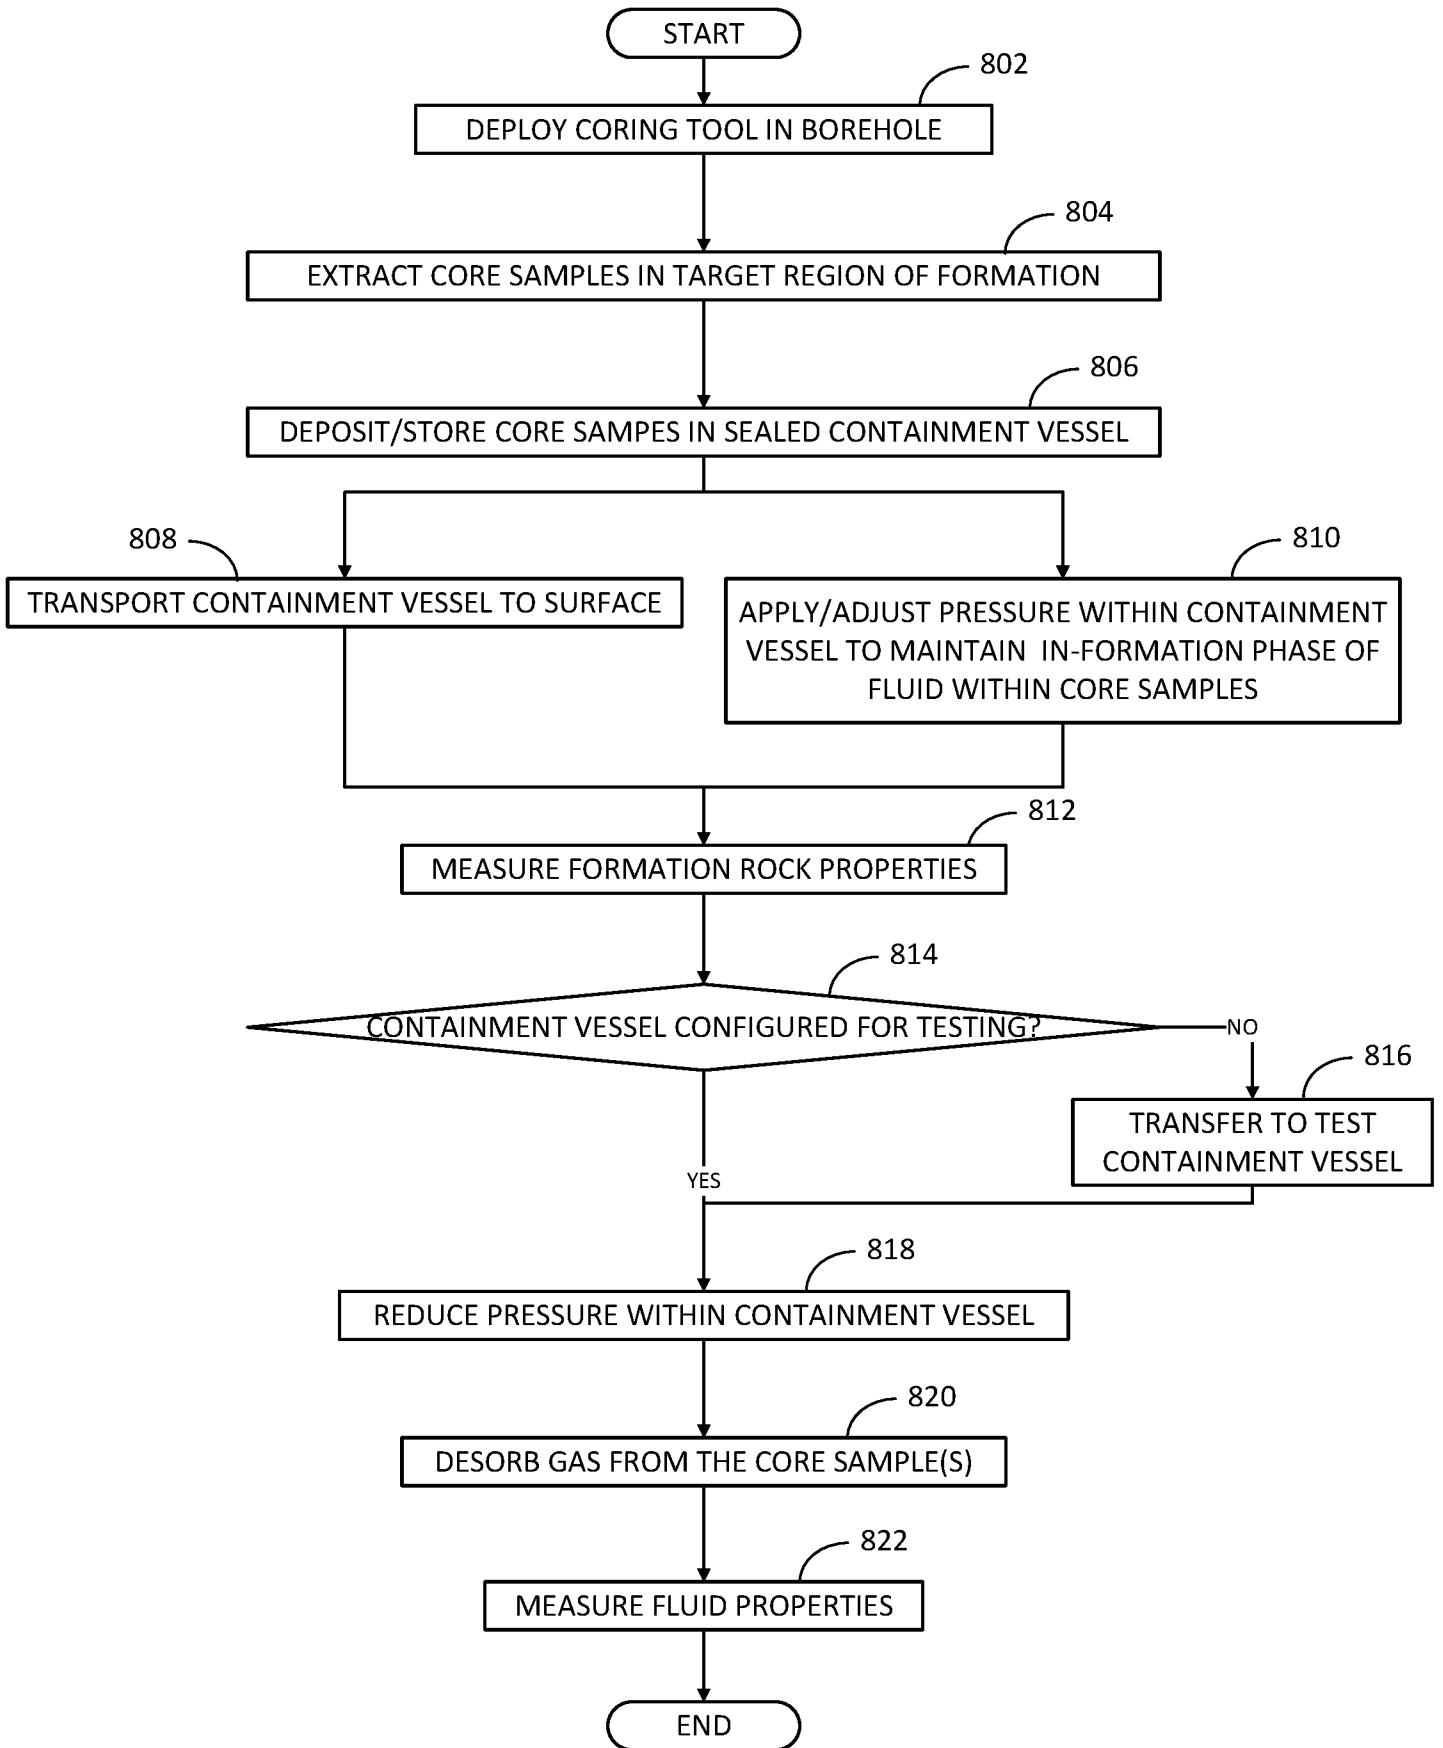 START
802
DEPLOY CORING TOOL IN BOREHOLE
804
EXTRACT CORE SAMPLES IN TARGET REGION OF FORMATION
806
DEPOSIT/STORE CORE SAMPES IN SEALED CONTAINMENT VESSEL
808
TRANSPORT CONTAINMENT VESSEL TO SURFACE
810
APPLY/ADJUST PRESSURE WITHIN CONTAINMENT
VESSEL TO MAINTAIN IN-FORMATION PHASE OF
FLUID WITHIN CORE SAMPLES
812
MEASURE FORMATION ROCK PROPERTIES
814
CONTAINMENT VESSEL CONFIGURED FOR TESTING?
NO
816
TRANSFER TO TEST
CONTAINMENT VESSEL
YES
818
REDUCE PRESSURE WITHIN CONTAINMENT VESSEL
820
DESORB GAS FROM THE CORE SAMPLE(S)
822
MEASURE FLUID PROPERTIES
END